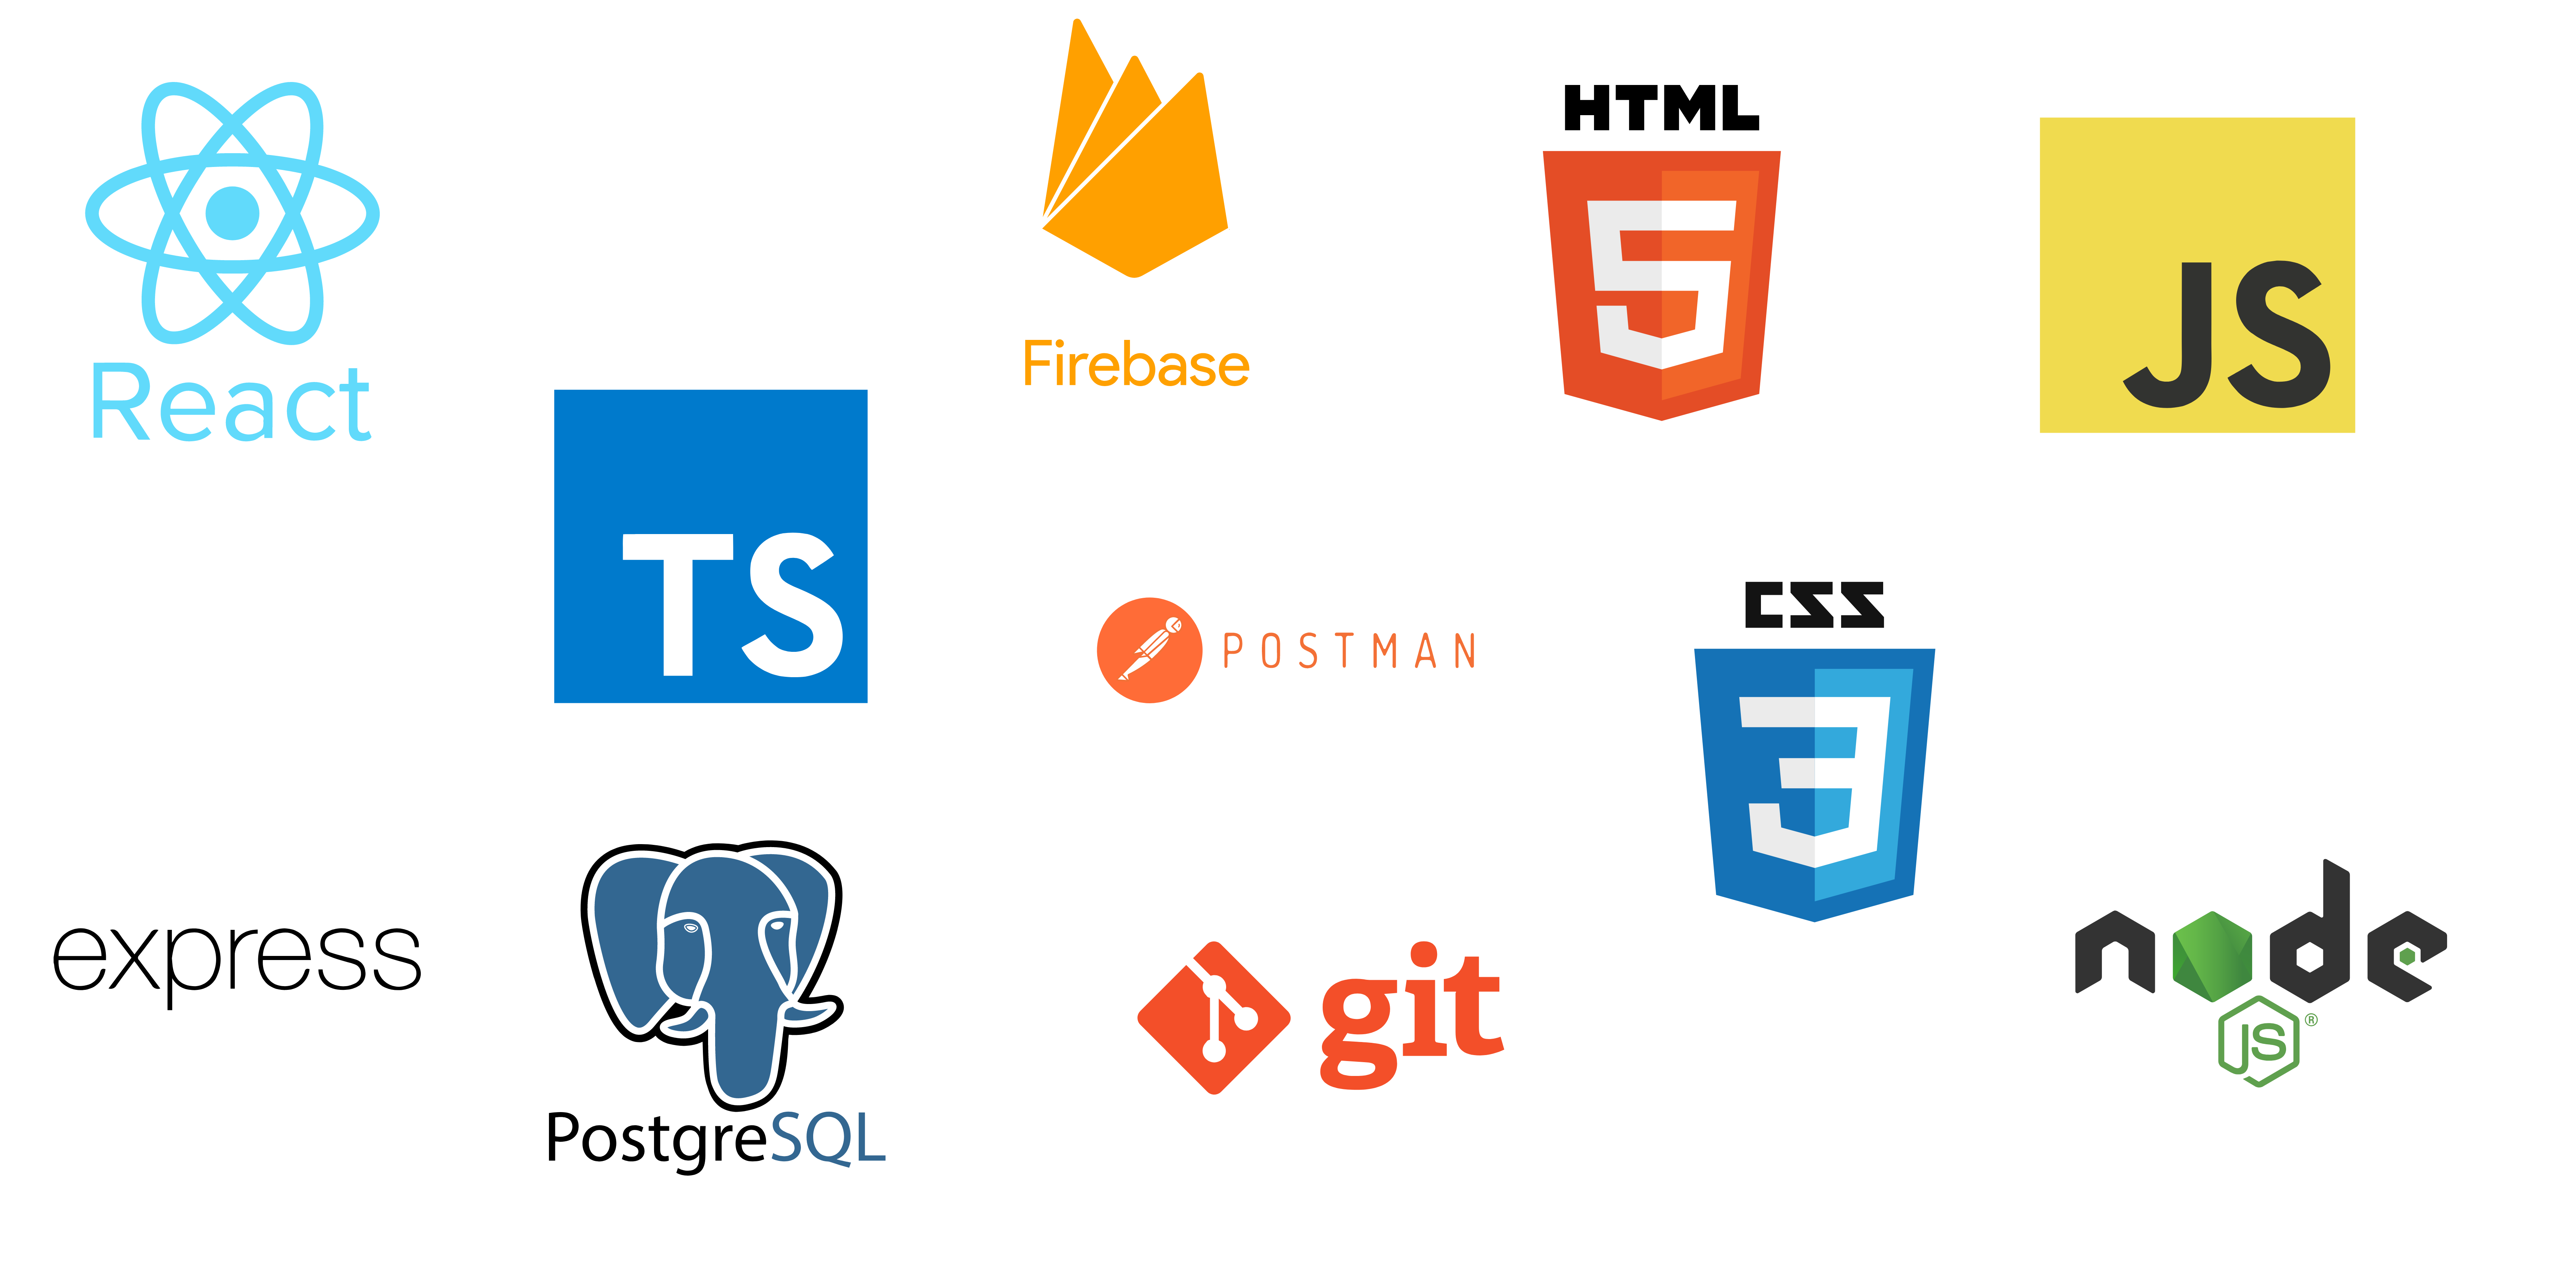 React
TS
Firebase
HTML
5
JS
POSTMAN
CSS
3
express
PostgreSQL
git
node
JS®